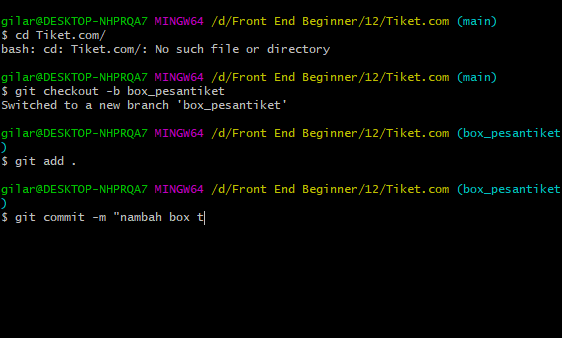 gilar@DESKTOP-NHPRQA7 MINGW64 /d/Front End Beginner/12/Tiket.com (main)
$ cd Tiket.com/
bash: cd: Tiket.com/: No such file or directory
gilar@DESKTOP-NHPRQA7 MINGW64 /d/Front End Beginner/12/Tiket.com (main)
$ git checkout -b box_pesantiket
Switched to a new branch 'box_pesantiket'
gilar@DESKTOP-NHPRQA7 MINGW64 /d/Front End Beginner/12/Tiket.com (box_pesantiket
)
$ git add .
gilar@DESKTOP-NHPRQA7 MINGW64 /d/Front End Beginner/12/Tiket.com (box_pesantiket
)
$ git commit -m "nambah box t